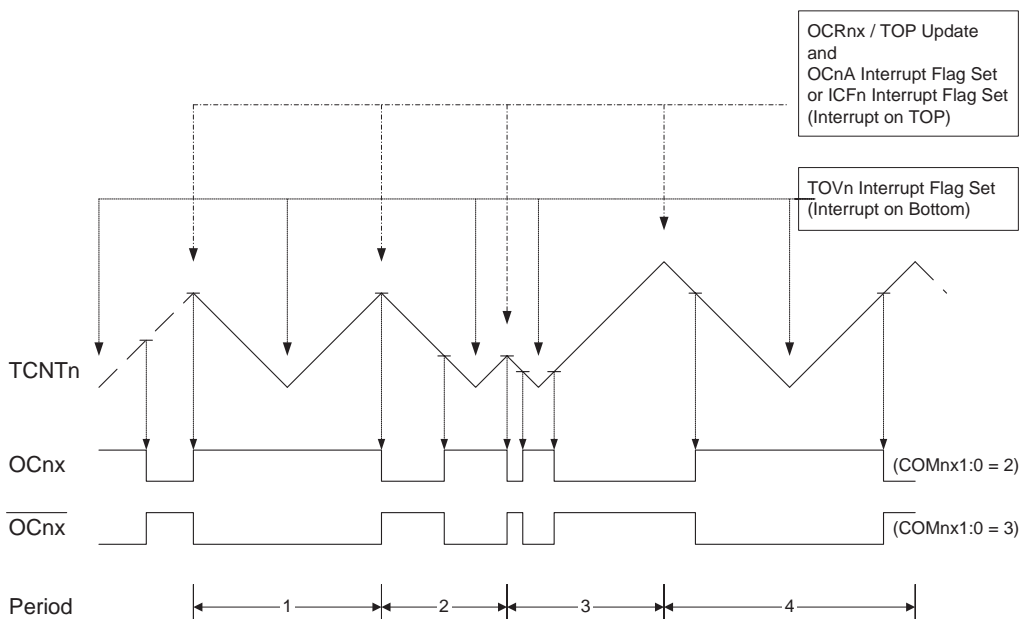 OCRnx / TOP Update
and
OCnA Interrupt Flag Set
or ICFn Interrupt Flag Set
(Interrupt on TOP)
TOVn Interrupt Flag Set
(Interrupt on Bottom)
TCNTn
OCnx
(COMnx1:0 = 2)
OCnx
(COMnx1:0 = 3)
Period
1
2
3
4